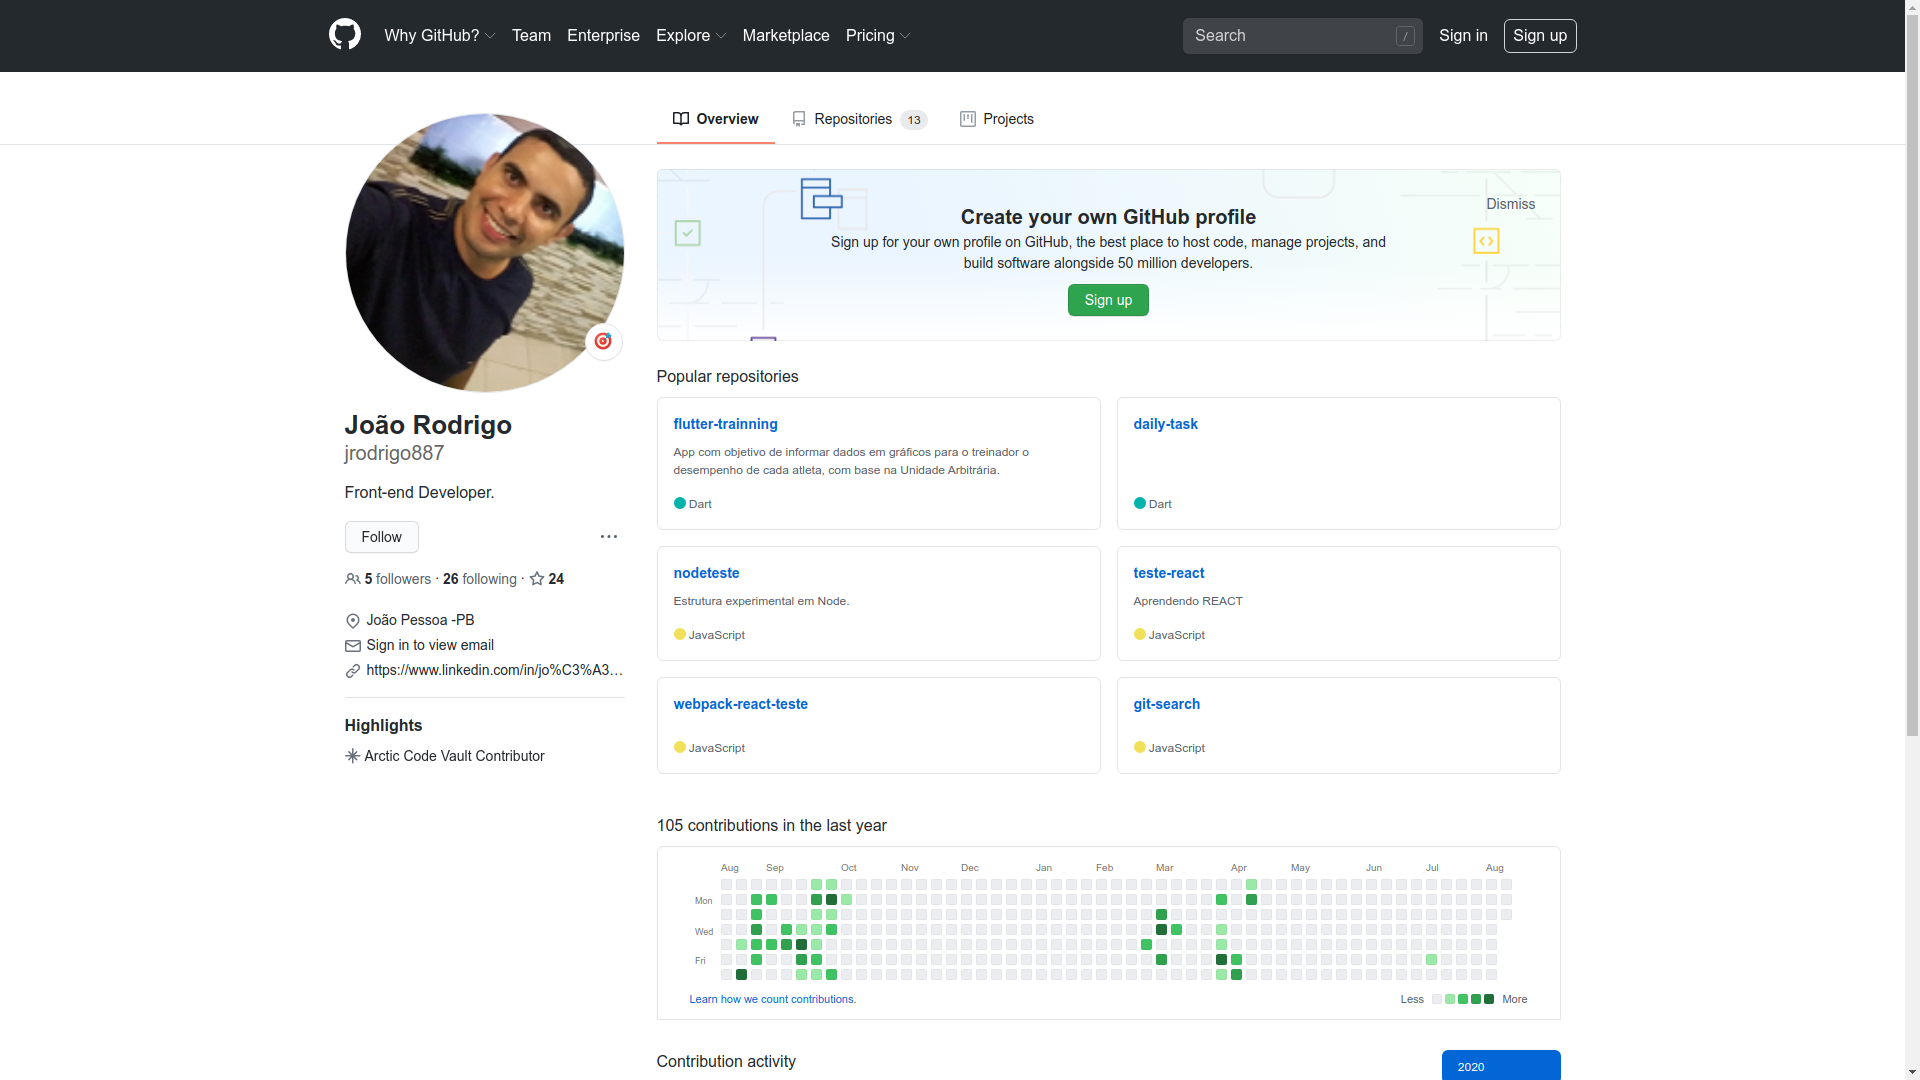 Why GitHub?
Team
Enterprise
Explore
Marketplace
Pricing
Search
/
Sign in
Sign up
Overview
Repositories 13
Projects
Create your own GitHub profile
Dismiss
Sign up for your own profile on GitHub, the best place to host code, manage projects, and
build software alongside 50 million developers.
Sign up
João Rodrigo
jrodrigo887
Front-end Developer.
Follow
5 followers · 26 following · 24
João Pessoa -PB
Sign in to view email
https://www.linkedin.com/in/jo%C3%A3...
Highlights
Arctic Code Vault Contributor
Popular repositories
flutter-trainning
App com objetivo de informar dados em gráficos para o treinador o
desempenho de cada atleta, com base na Unidade Arbitrária.
Dart
daily-task
Dart
nodeteste
Estrutura experimental em Node.
JavaScript
teste-react
Aprendendo REACT
JavaScript
webpack-react-teste
JavaScript
git-search
JavaScript
105 contributions in the last year
Aug Sep Oct Nov Dec Jan Feb Mar Apr May Jun Jul Aug
Mon
Wed
Fri
Learn how we count contributions.
Less
More
Contribution activity
2020